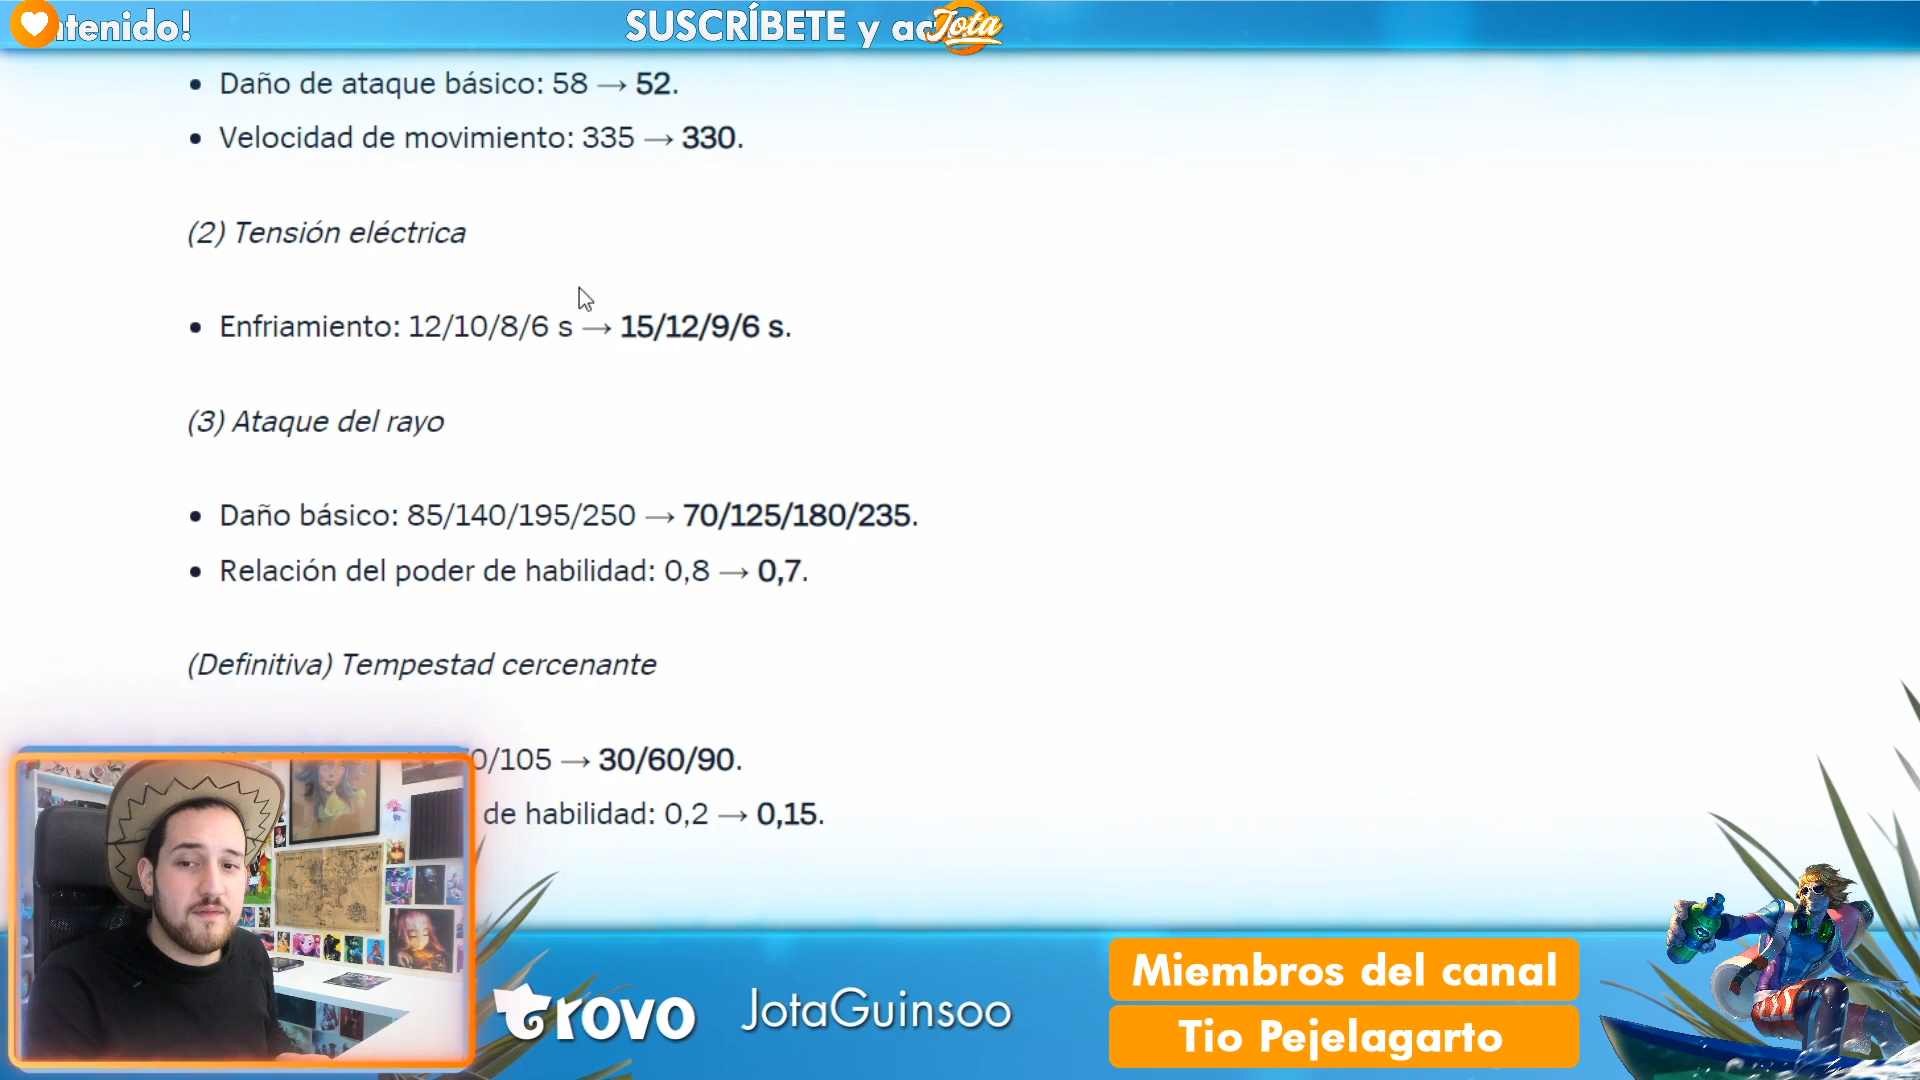 ntenido!
SUSCRÍBETE y ac
Jota
• Daño de ataque básico: 58 → 52.
• Velocidad de movimiento: 335 → 330.
(2) Tensión eléctrica
• Enfriamiento: 12/10/8/6 s → 15/12/9/6 s.
(3) Ataque del rayo
• Daño básico: 85/140/195/250 → 70/125/180/235.
• Relación del poder de habilidad: 0,8 → 0,7.
(Definitiva) Tempestad cercenante
0/105 → 30/60/90.
de habilidad: 0,2 → 0,15.
trovo JotaGuinsoo
Miembros del canal
Tio Pejelagarto